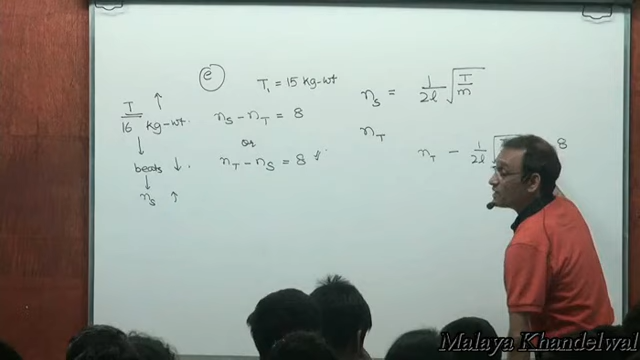 e
T₁ = 15 kg-wt
T ↑
16 kg-wt.
↓
beats ↓.
↓
nₛ ↑
nₛ - n_T = 8
or
n_T - nₛ = 8
nₛ = 1/2l √T/m
n_T
n_T - 1/2l √ 8
Malaya Khandelwal